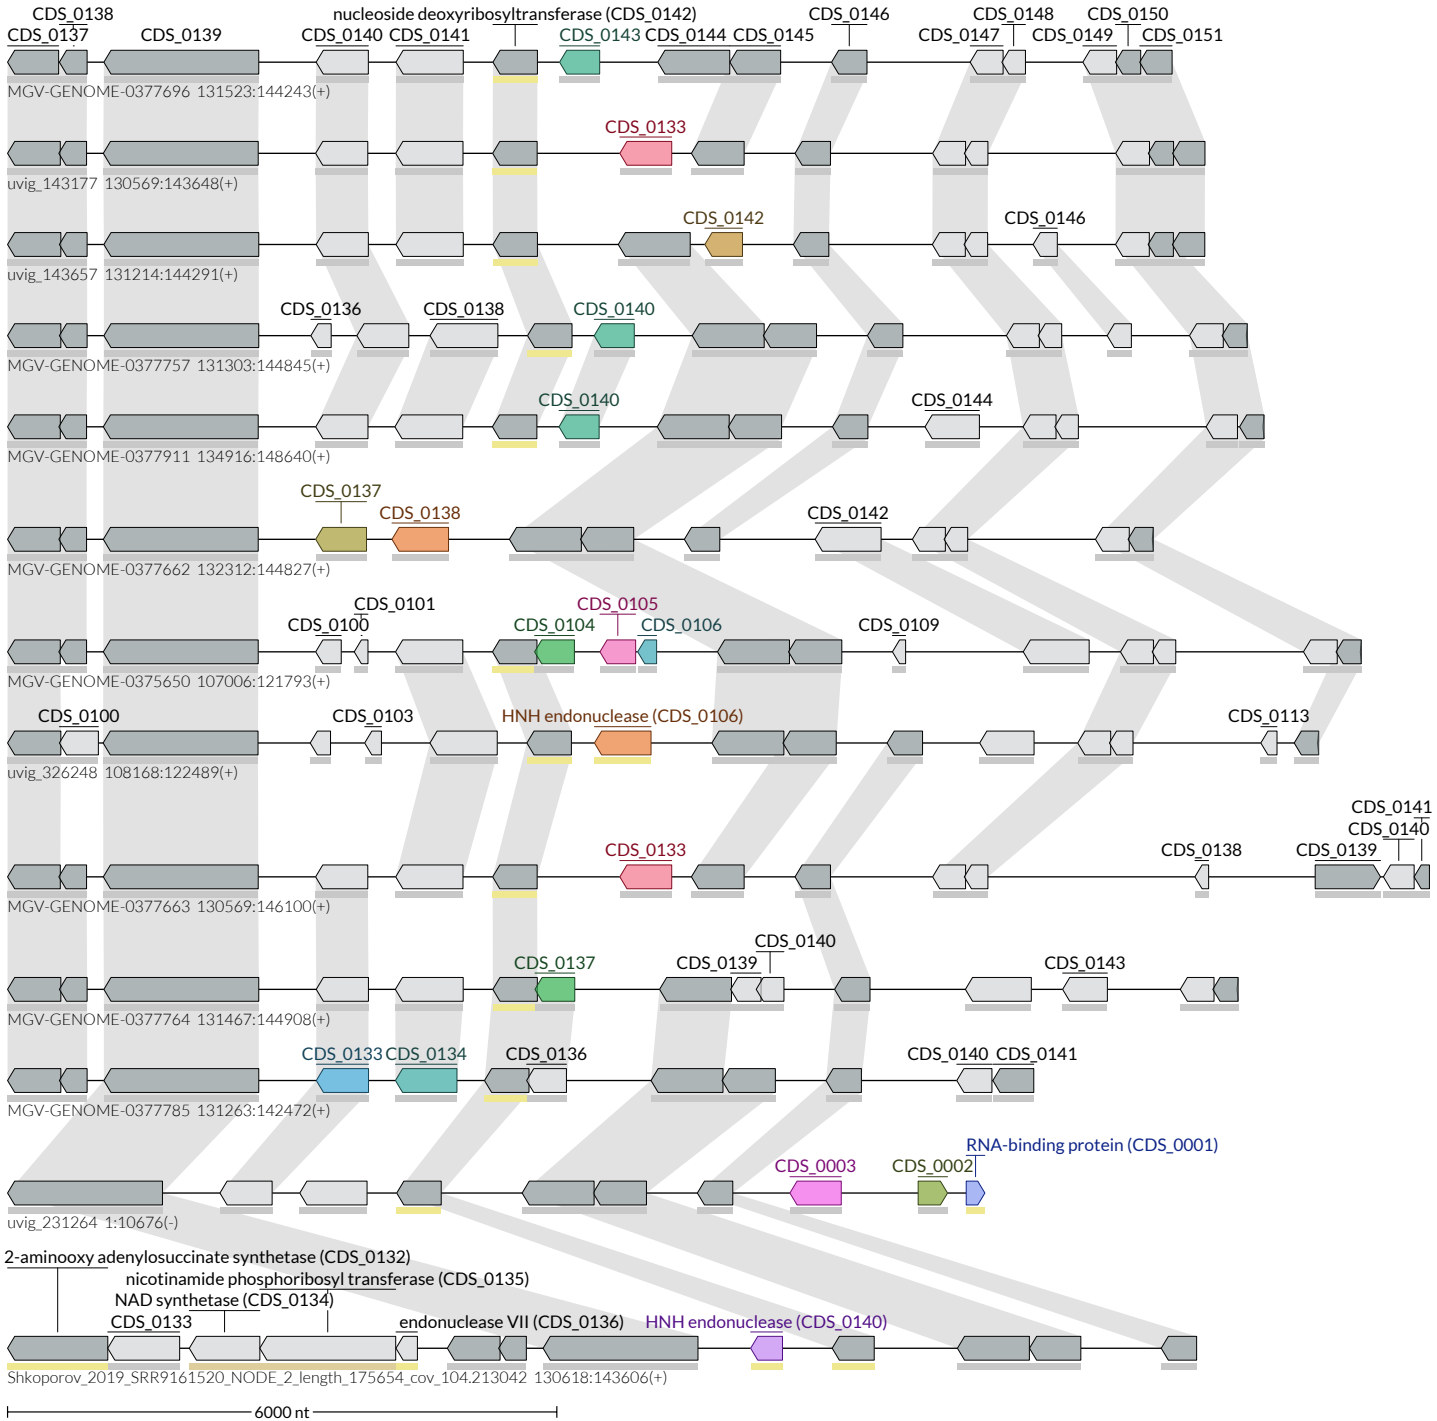 CDS_0138 nucleoside deoxyribosyltransferase (CDS_0142) CDS_0146 CDS_0148 CDS_0150
CDS_0137 CDS_0139 CDS_0140 CDS_0141 CDS_0143 CDS_0144 CDS_0145 CDS_0147 CDS_0149 CDS_0151
MGV-GENOME-0377696 131523:144243(+)
CDS_0133
uvig_143177 130569:143648(+)
CDS_0142 CDS_0146
uvig_143657 131214:144291(+)
CDS_0136 CDS_0138 CDS_0140
MGV-GENOME-0377757 131303:144845(+)
CDS_0140 CDS_0144
MGV-GENOME-0377911 134916:148640(+)
CDS_0137
CDS_0138 CDS_0142
MGV-GENOME-0377662 132312:144827(+)
CDS_0101 CDS_0105
CDS_0100 CDS_0104 CDS_0106 CDS_0109
MGV-GENOME-0375650 107006:121793(+)
CDS_0100 CDS_0103 HNH endonuclease (CDS_0106) CDS_0113
uvig_326248 108168:122489(+)
CDS_0141
CDS_0140
CDS_0133 CDS_0138 CDS_0139
MGV-GENOME-0377663 130569:146100(+)
CDS_0140
CDS_0137 CDS_0139 CDS_0143
MGV-GENOME-0377764 131467:144908(+)
CDS_0133 CDS_0134 CDS_0136 CDS_0140 CDS_0141
MGV-GENOME-0377785 131263:142472(+)
RNA-binding protein (CDS_0001)
CDS_0003 CDS_0002
uvig_231264 1:10676(-)
2-aminooxy adenylosuccinate synthetase (CDS_0132)
nicotinamide phosphoribosyl transferase (CDS_0135)
NAD synthetase (CDS_0134)
CDS_0133 endonuclease VII (CDS_0136) HNH endonuclease (CDS_0140)
Shkoporov_2019_SRR9161520_NODE_2_length_175654_cov_104.213042 130618:143606(+)
6000 nt